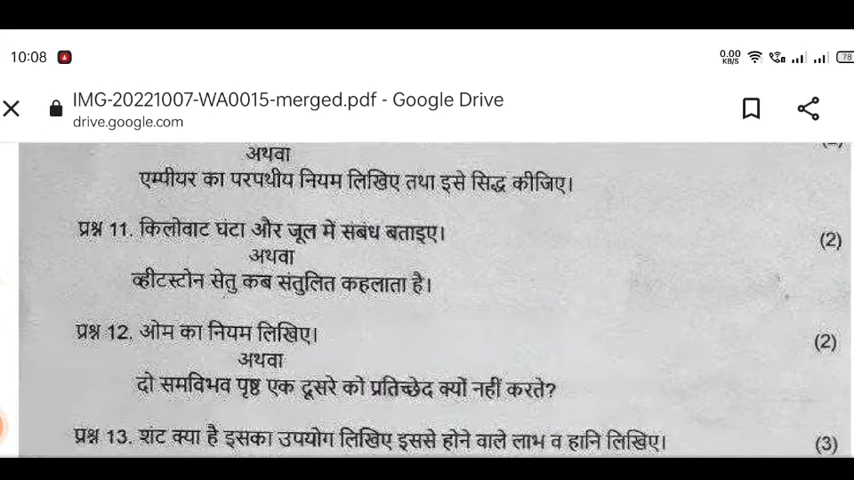 10:08
0.00
KB/S
78
IMG-20221007-WA0015-merged.pdf - Google Drive
drive.google.com
अथवा
एम्पीयर का परपथीय नियम लिखिए तथा इसे सिद्ध कीजिए।
प्रश्न 11. किलोवाट घंटा और जूल में संबंध बताइए। (2)
अथवा
व्हीटस्टोन सेतु कब संतुलित कहलाता है।
प्रश्न 12. ओम का नियम लिखिए। (2)
अथवा
दो समविभव पृष्ठ एक दूसरे को प्रतिच्छेद क्यों नहीं करते?
प्रश्न 13. शंट क्या है इसका उपयोग लिखिए इससे होने वाले लाभ व हानि लिखिए। (3)